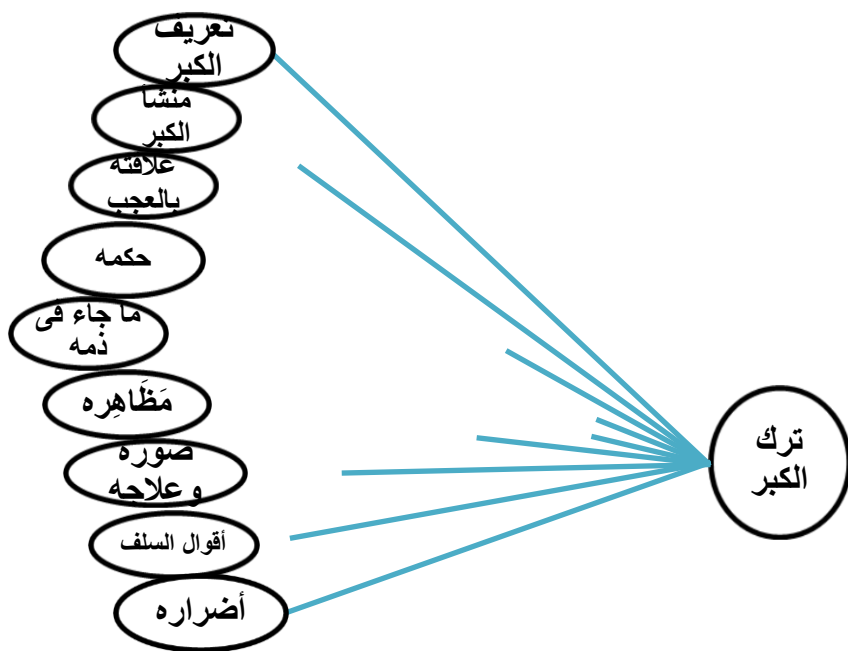 تعريف
الكبر
منشأ
الكبر
علاقته
بالعجب
حكمه
ما جاء فى
ذمه
مَظَاهِره
صوره
وعلاجه
أقوال السلف
أضراره
ترك
الكبر